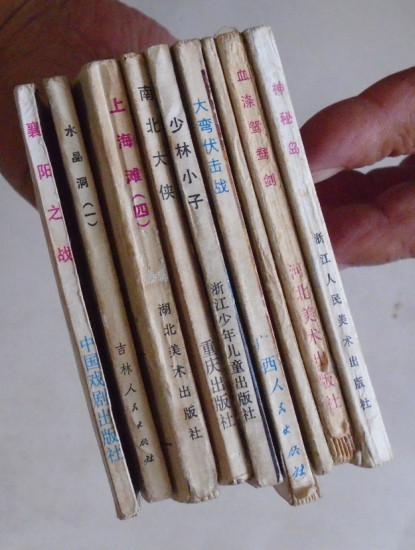 襄阳之战
中国戏剧出版社
水晶洞(一)
吉林人民出版社
上海滩(四)
湖北美术出版社
南北大侠
重庆出版社
少林小子
浙江少年儿童出版社
大弯伏击战
广西人民出版社
血涤鸳鸯剑
河北美术出版社
神秘岛
浙江人民美术出版社